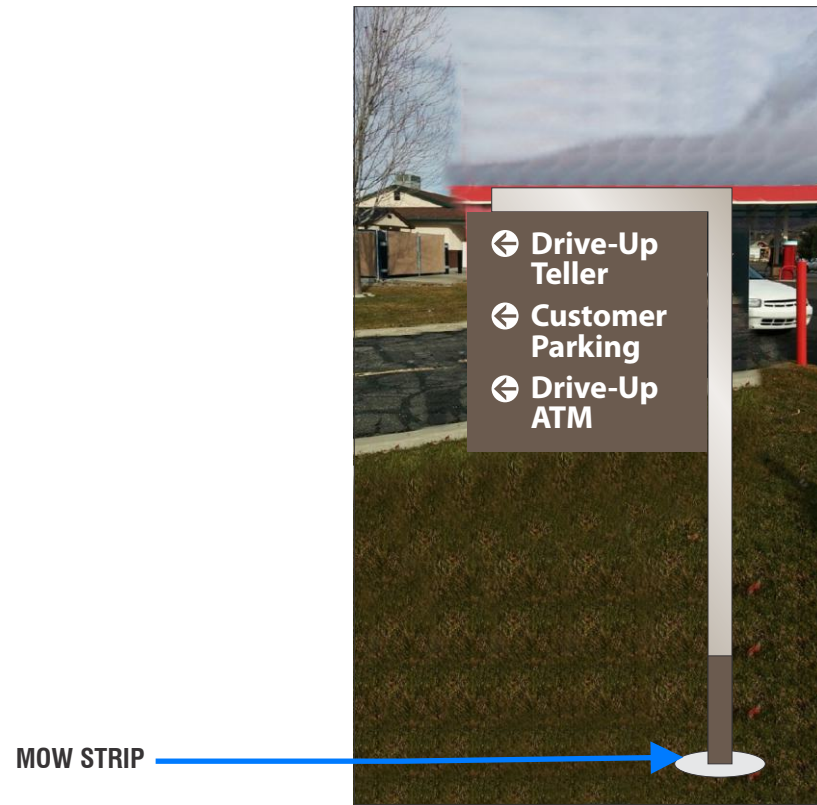 Drive-Up
Teller
Customer
Parking
Drive-Up
ATM
MOW STRIP